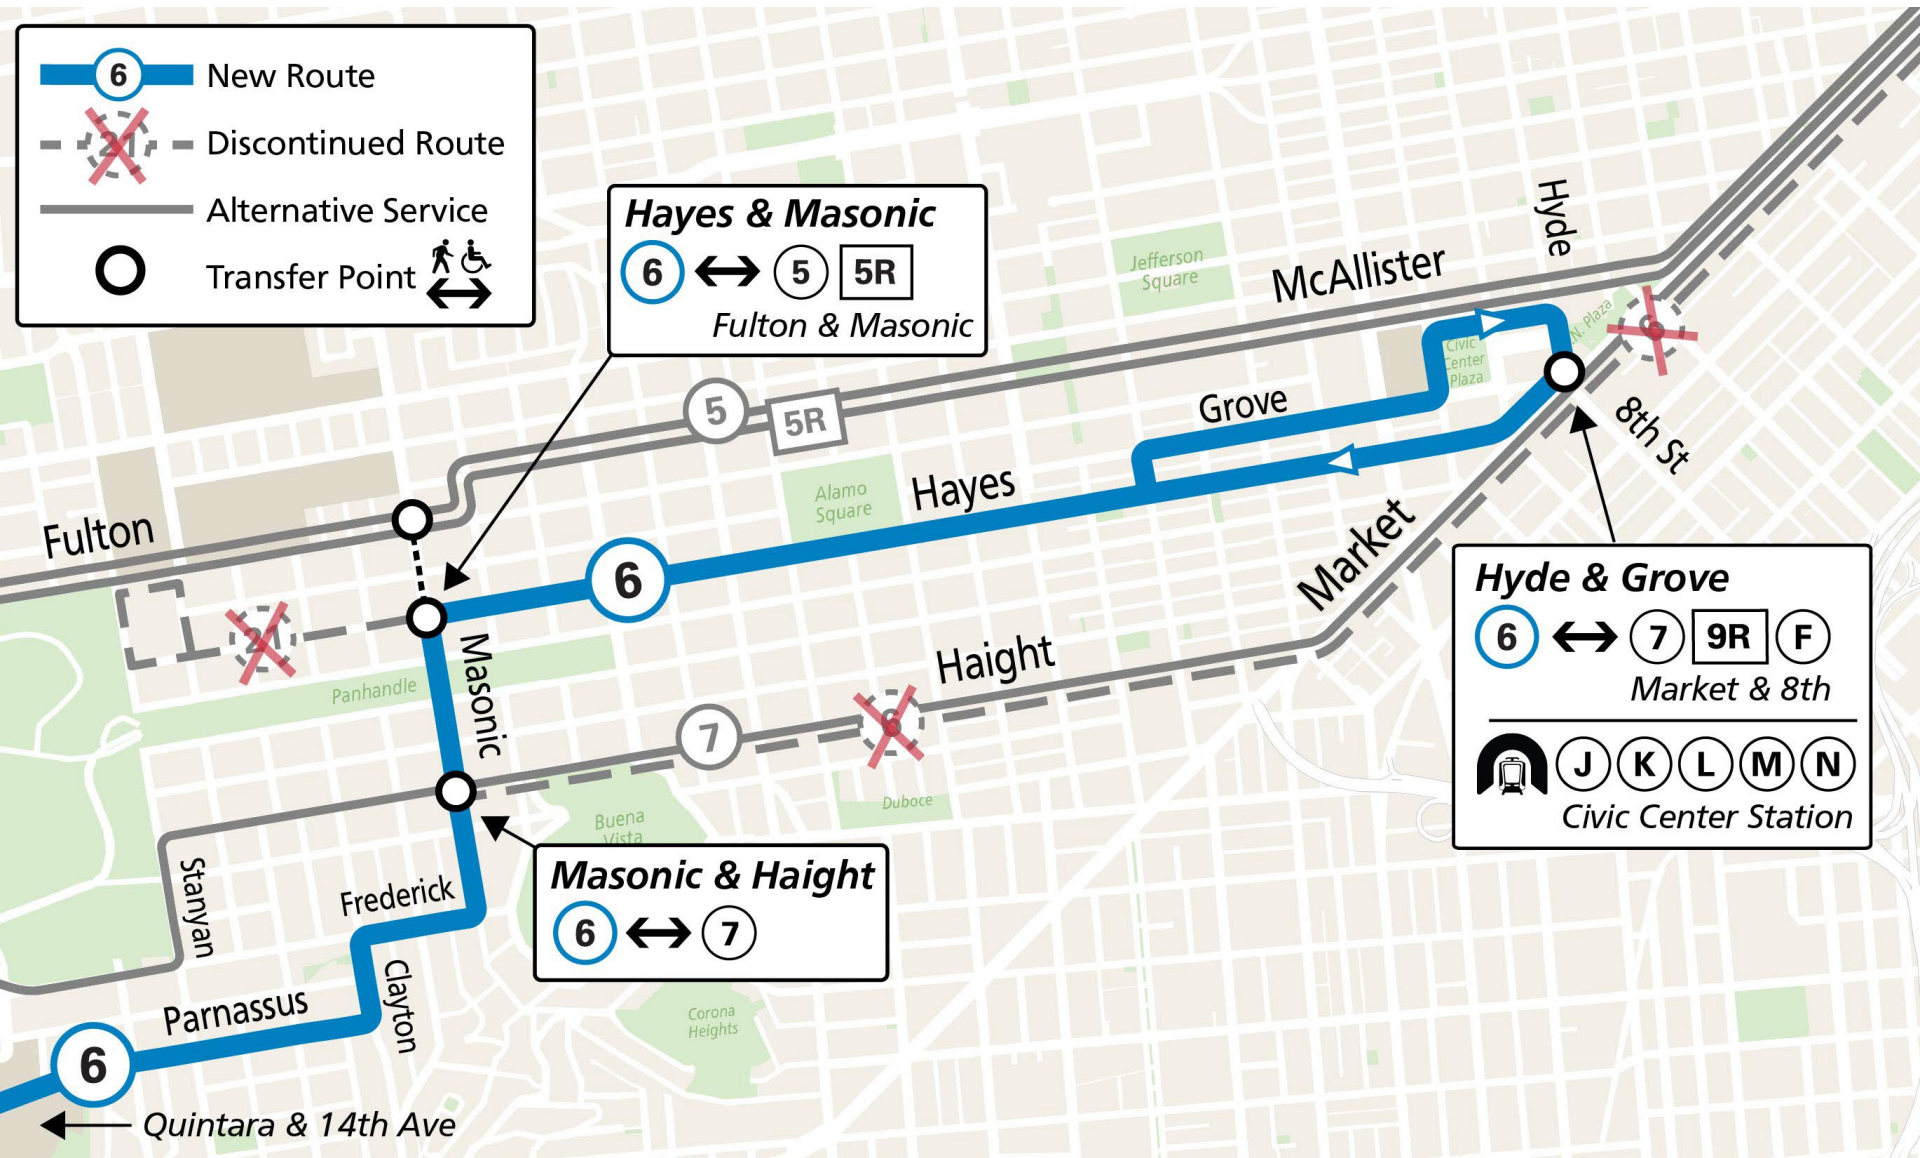 6 New Route
21 Discontinued Route
Alternative Service
Transfer Point
Hayes & Masonic
6 5 5R
Fulton & Masonic
Hyde
Jefferson
Square
McAllister
N. Plaza
6
Civic
Center
Plaza
Grove
8th St
5 5R
Alamo
Square
Hayes
Fulton
6
Market
21
Masonic
Panhandle
Haight
Hyde & Grove
6 7 9R F
Market & 8th
J K L M N
Civic Center Station
7
6
Duboce
Buena
Vista
Masonic & Haight
6 7
Stanyan
Frederick
Clayton
Parnassus
Corona
Heights
6
Quintara & 14th Ave